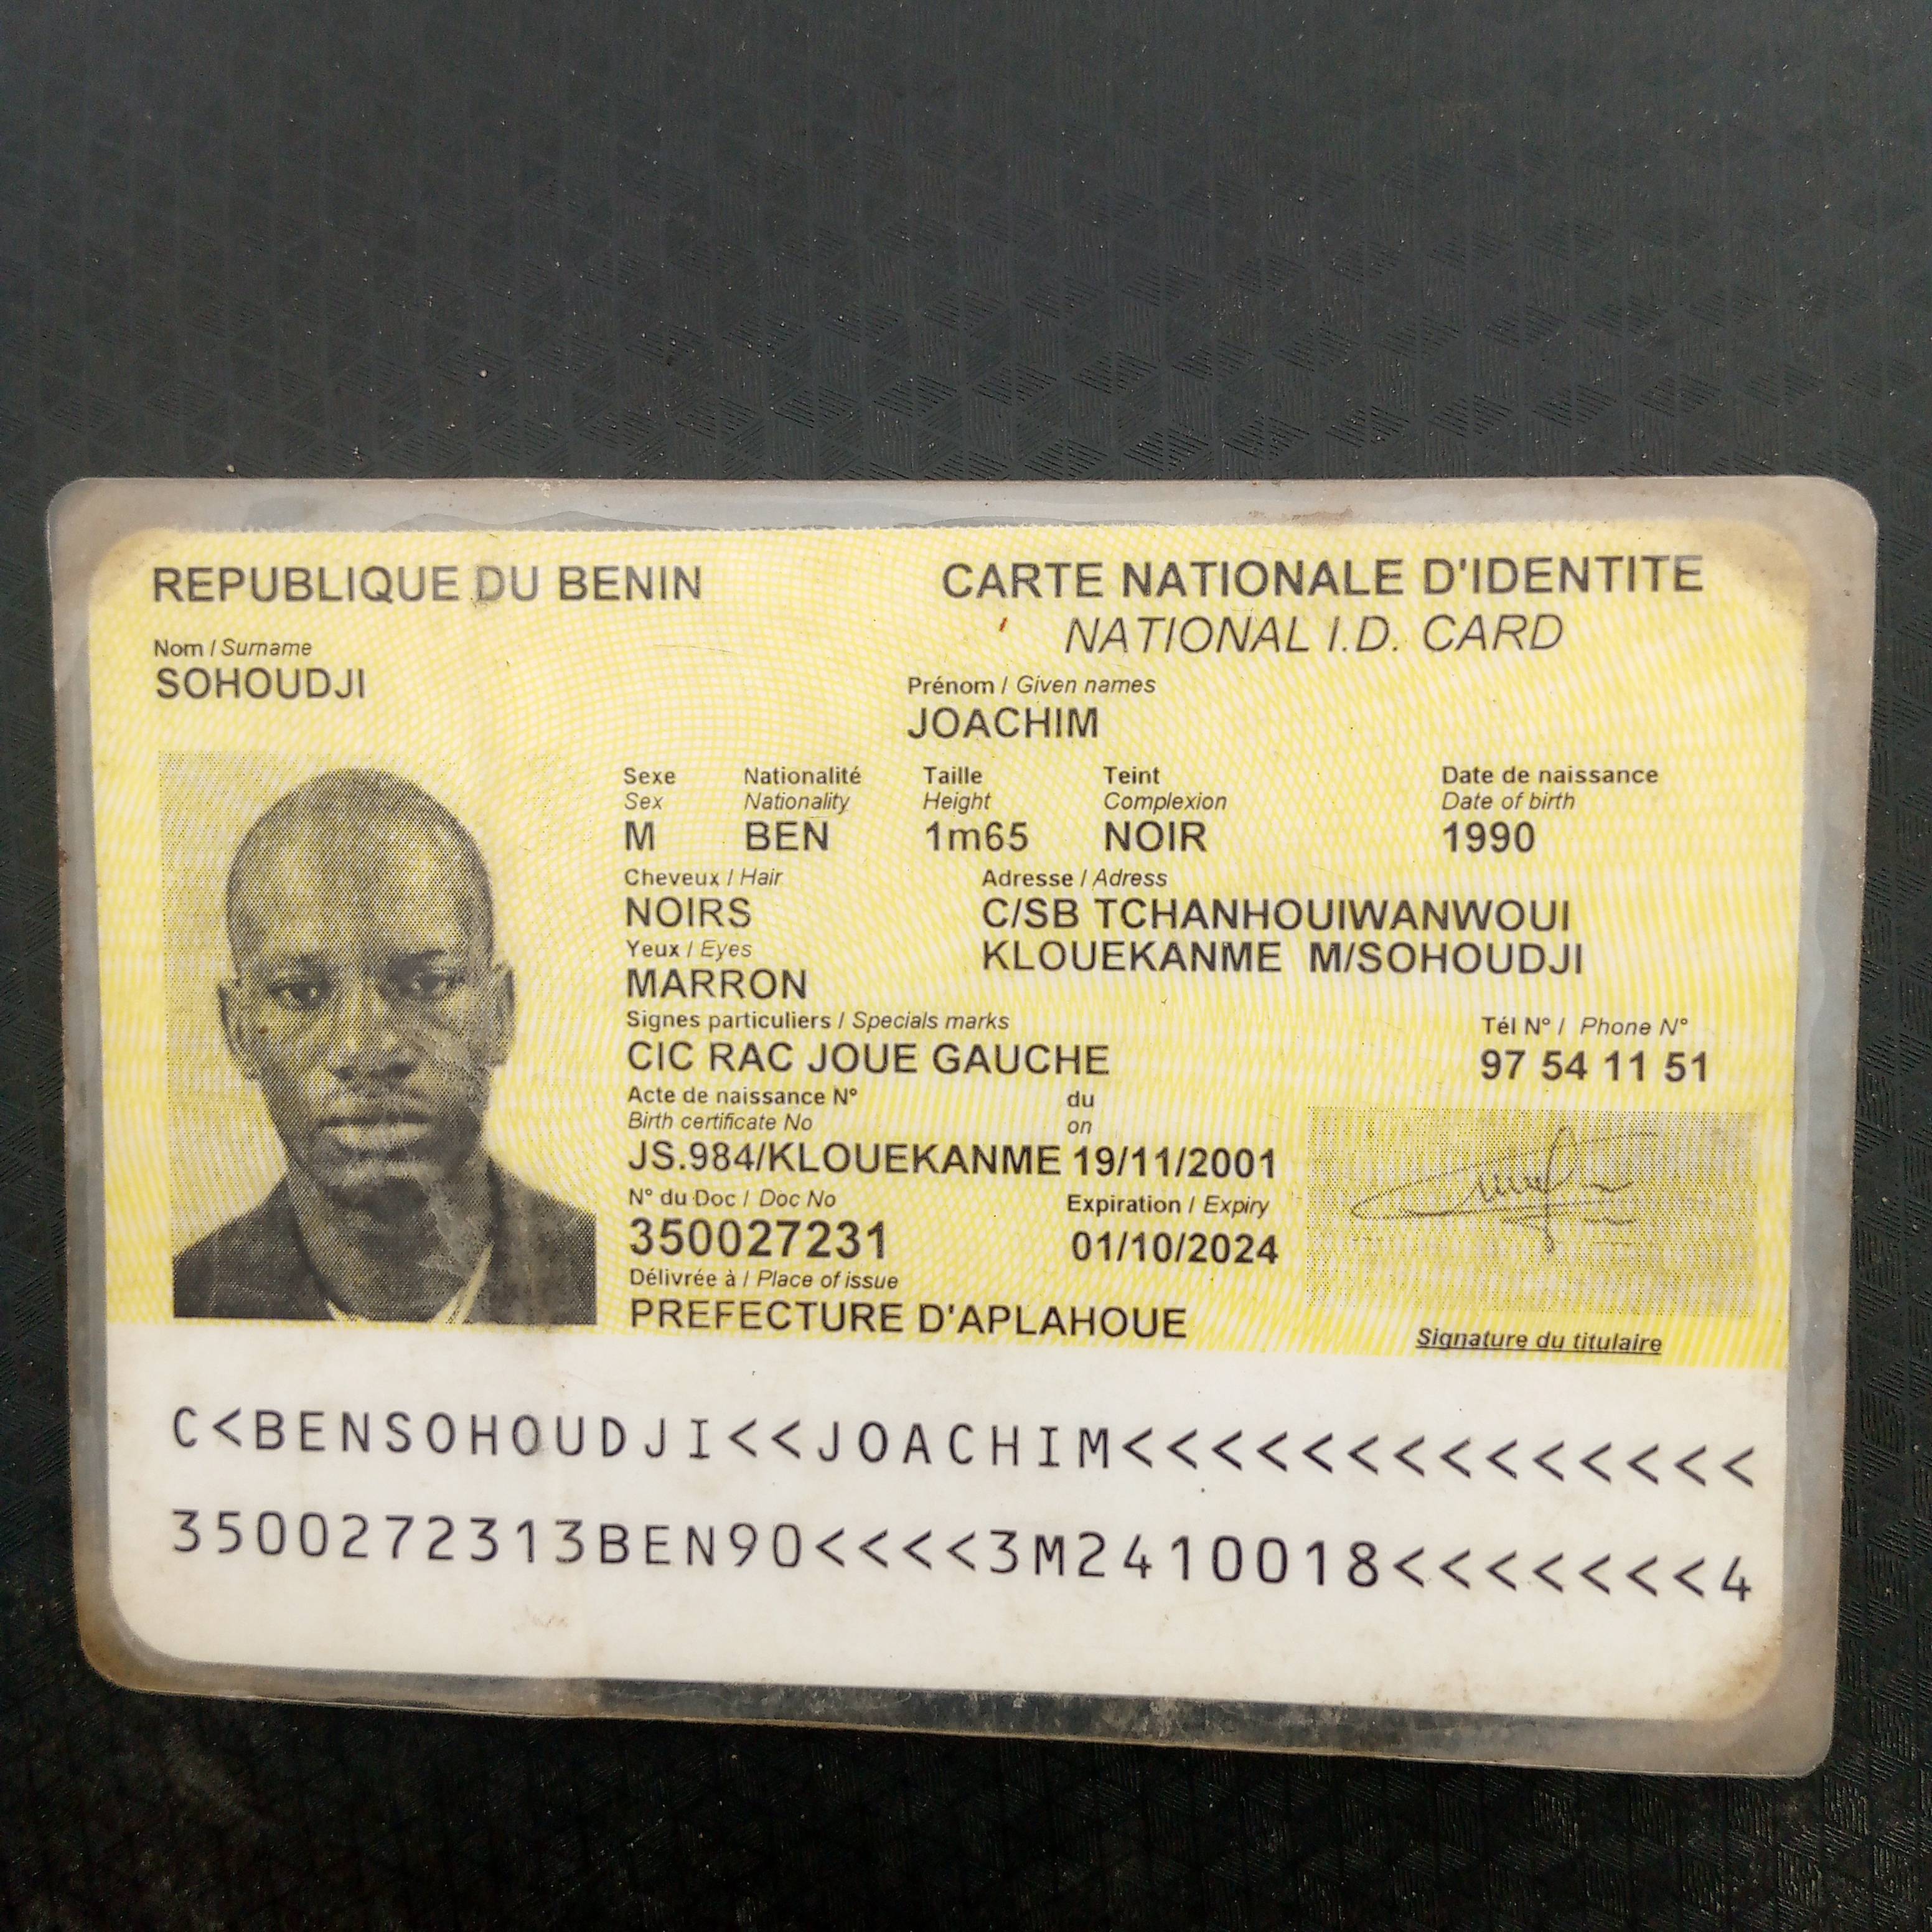 REPUBLIQUE DU BENIN
CARTE NATIONALE D'IDENTITE
NATIONAL I.D. CARD
Nom / Surname
SOHOUDJI
Prénom / Given names
JOACHIM
Sexe Nationalité Taille Teint Date de naissance
Sex Nationality Height Complexion Date of birth
M BEN 1m65 NOIR 1990
Cheveux / Hair Adresse / Adress
NOIRS C/SB TCHANHOUIWANWOUI
Yeux / Eyes KLOUEKANME M/SOHOUDJI
MARRON
Signes particuliers / Specials marks Tél N° / Phone N°
CIC RAC JOUE GAUCHE 97 54 11 51
Acte de naissance N° du
Birth certificate No on
JS.984/KLOUEKANME 19/11/2001
N° du Doc / Doc No Expiration / Expiry
350027231 01/10/2024
Délivrée à / Place of issue
PREFECTURE D'APLAHOUE
Signature du titulaire
C<BENSOHOUDJI<<JOACHIM<<<<<<<<<<<<<<
3500272313BEN90<<<<3M2410018<<<<<<<4